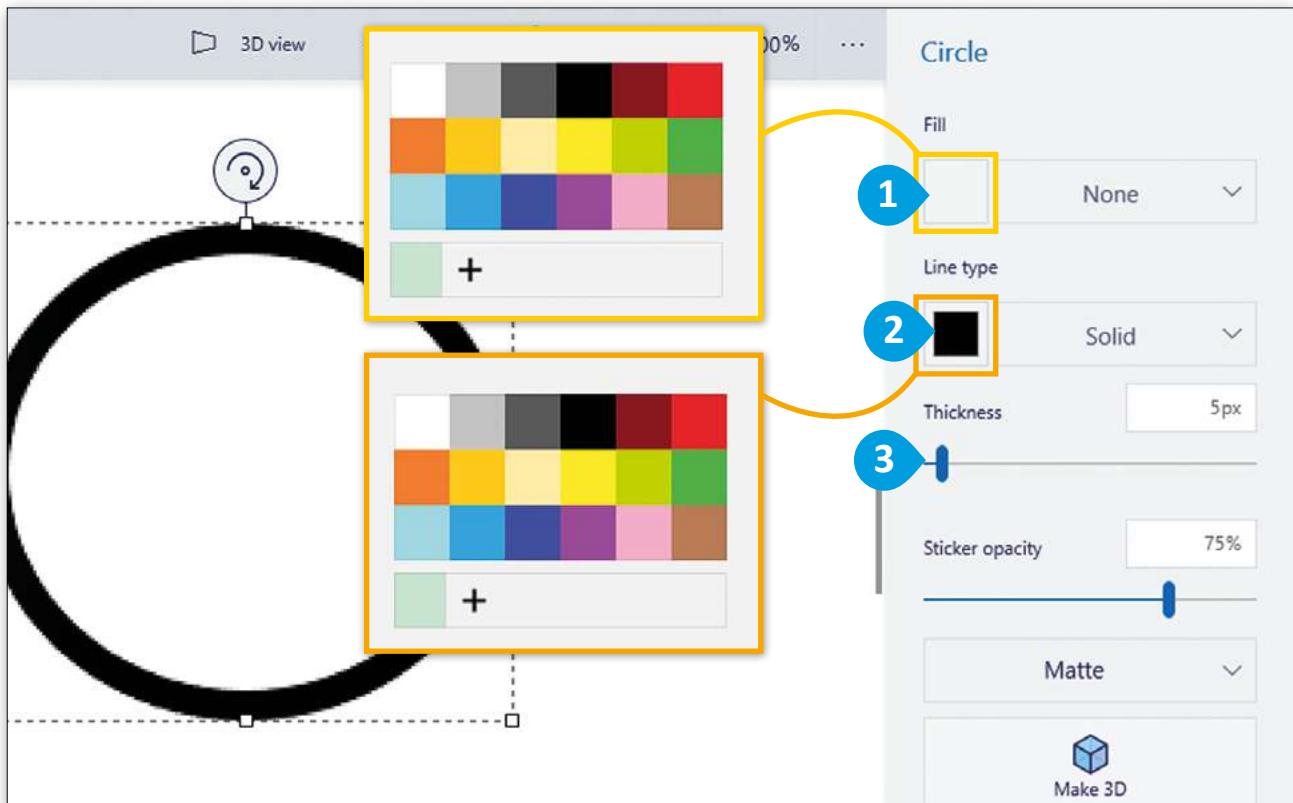 3D view
00%
...
Circle
Fill
1
None
Line type
2
Solid
Thickness
5px
3
Sticker opacity
75%
Matte
Make 3D
+
+